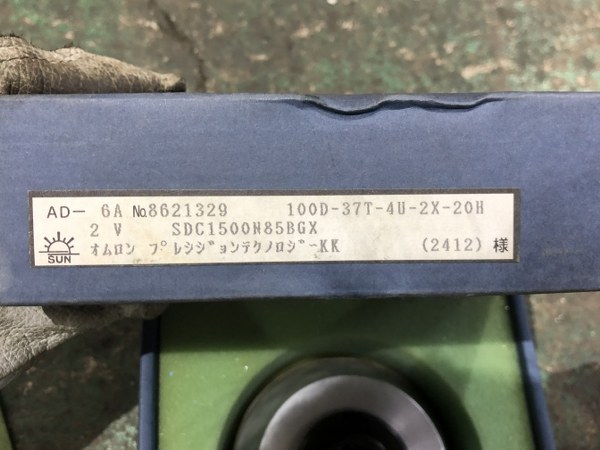 AD- 6A №8621329 100D-37T-4U-2X-20H
2 V SDC1500N85BGX
SUN オムロン プレシジョンテクノロジーKK (2412) 様